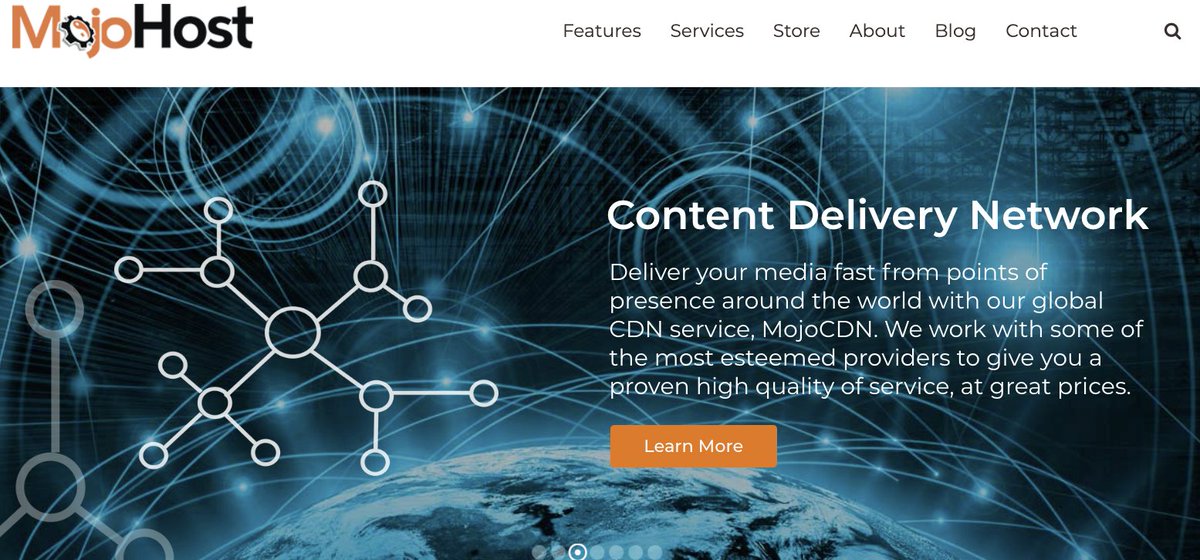 MojoHost
Features Services Store About Blog Contact
Content Delivery Network
Deliver your media fast from points of
presence around the world with our global
CDN service, MojoCDN. We work with some of
the most esteemed providers to give you a
proven high quality of service, at great prices.
Learn More